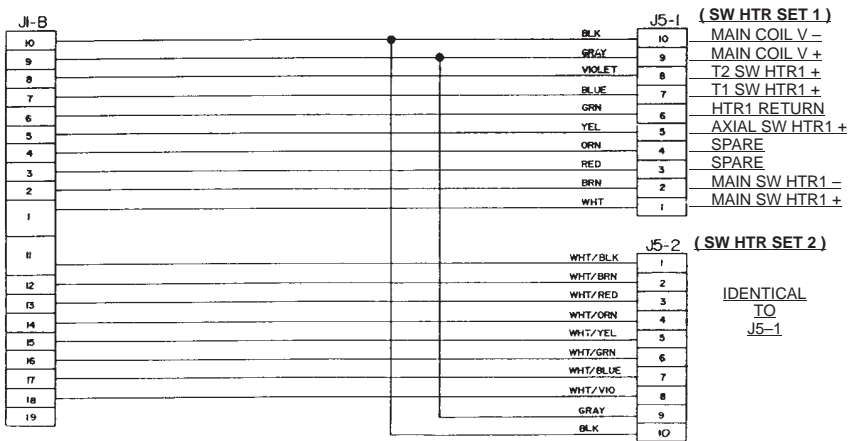 J1-B
J5-1 ( SW HTR SET 1 )
10 BLK 10 MAIN COIL V –
9 GRAY 9 MAIN COIL V +
8 VIOLET 8 T2 SW HTR1 +
7 BLUE 7 T1 SW HTR1 +
6 GRN 6 HTR1 RETURN
5 YEL 5 AXIAL SW HTR1 +
4 ORN 4 SPARE
3 RED 3 SPARE
2 BRN 2 MAIN SW HTR1 –
1 WHT 1 MAIN SW HTR1 +
J5-2 ( SW HTR SET 2 )
11 WHT/BLK 1
12 WHT/BRN 2
13 WHT/RED 3
14 WHT/ORN 4
15 WHT/YEL 5
16 WHT/GRN 6
17 WHT/BLUE 7
18 WHT/VIO 8
19 GRAY 9
BLK 10
IDENTICAL
TO
J5–1